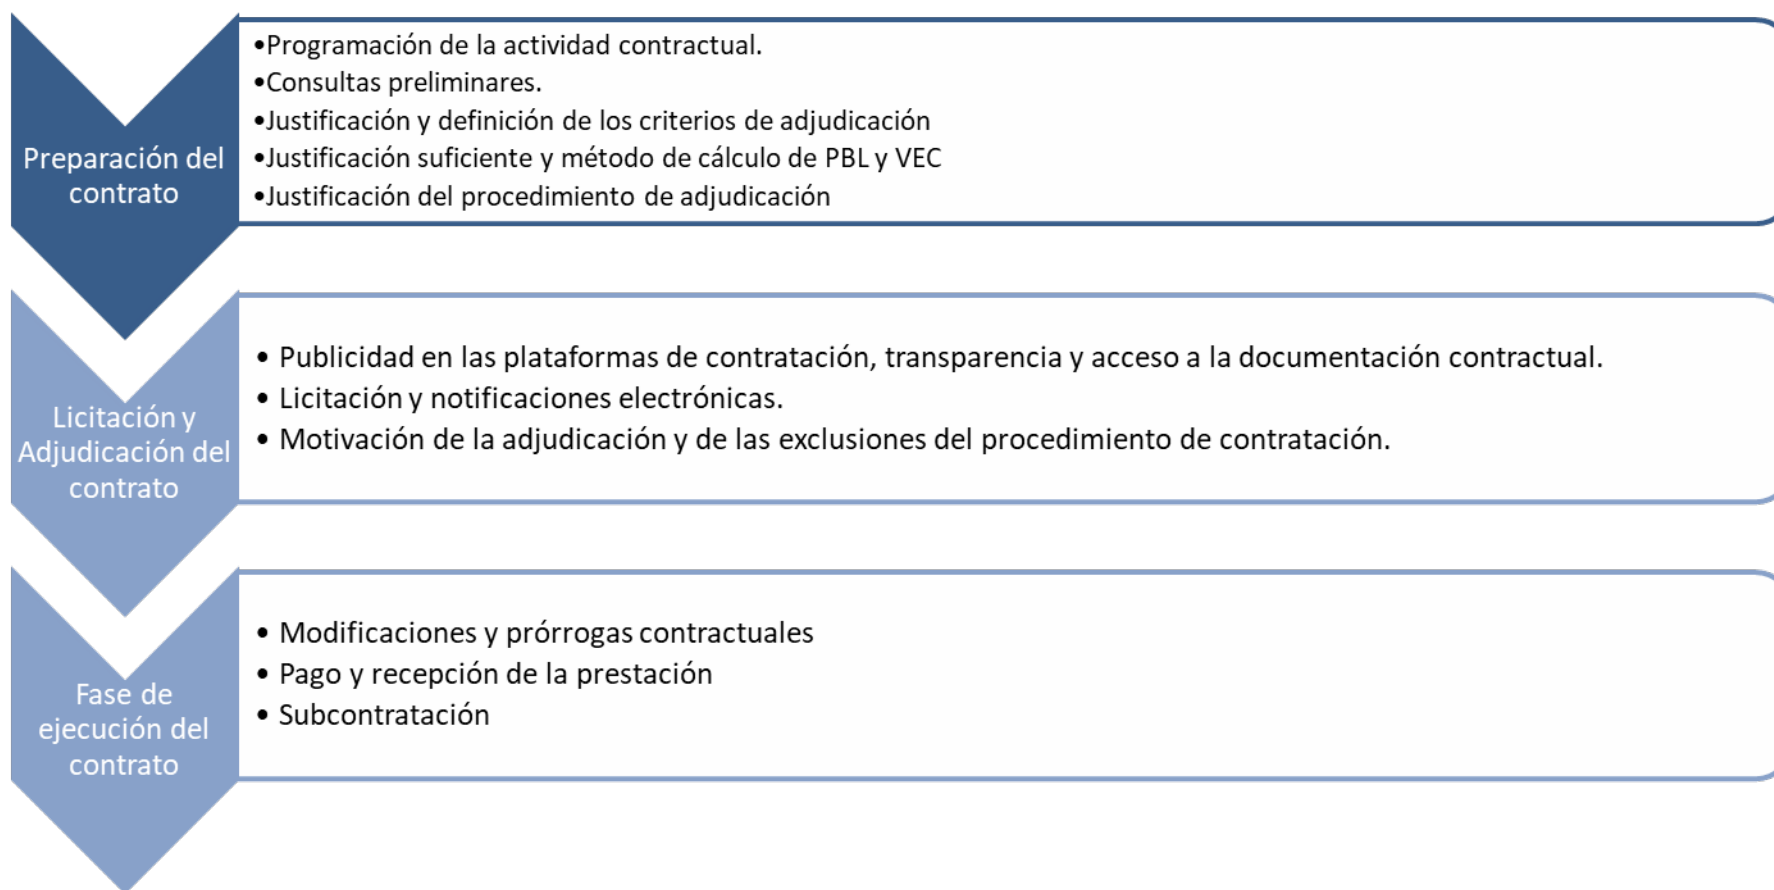 Preparación del
contrato
•Programación de la actividad contractual.
•Consultas preliminares.
•Justificación y definición de los criterios de adjudicación
•Justificación suficiente y método de cálculo de PBL y VEC
•Justificación del procedimiento de adjudicación
Licitación y
Adjudicación del
contrato
• Publicidad en las plataformas de contratación, transparencia y acceso a la documentación contractual.
• Licitación y notificaciones electrónicas.
• Motivación de la adjudicación y de las exclusiones del procedimiento de contratación.
Fase de
ejecución del
contrato
• Modificaciones y prórrogas contractuales
• Pago y recepción de la prestación
• Subcontratación